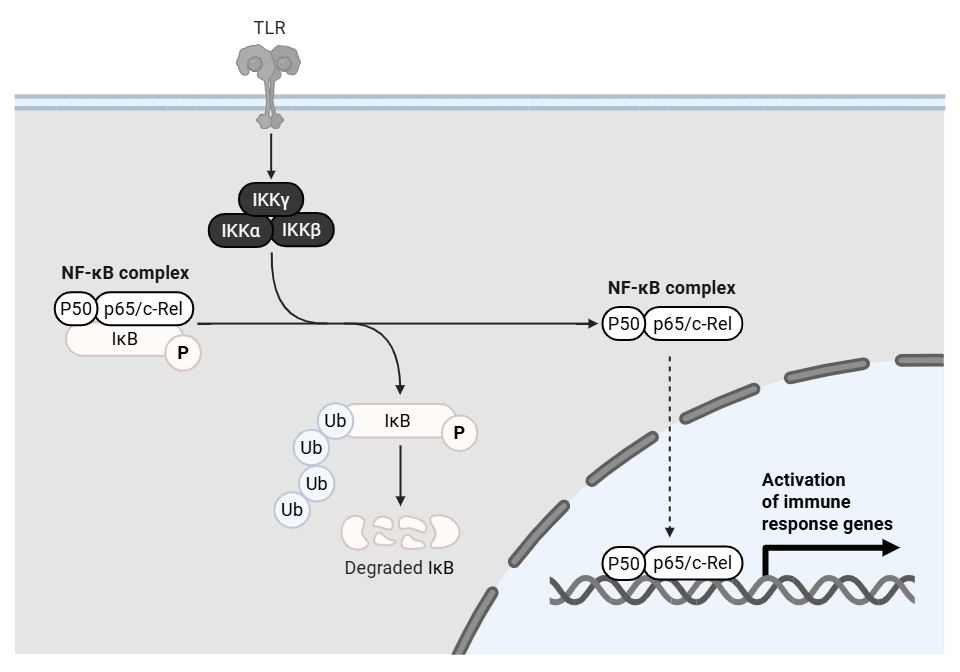 TLR
IKKγ
IKKα
IKKβ
NF-κB complex
P50
p65/c-Rel
IκB
P
NF-κB complex
P50
p65/c-Rel
Ub
IκB
P
Ub
Ub
Ub
Degraded IκB
Activation
of immune
response genes
P50
p65/c-Rel